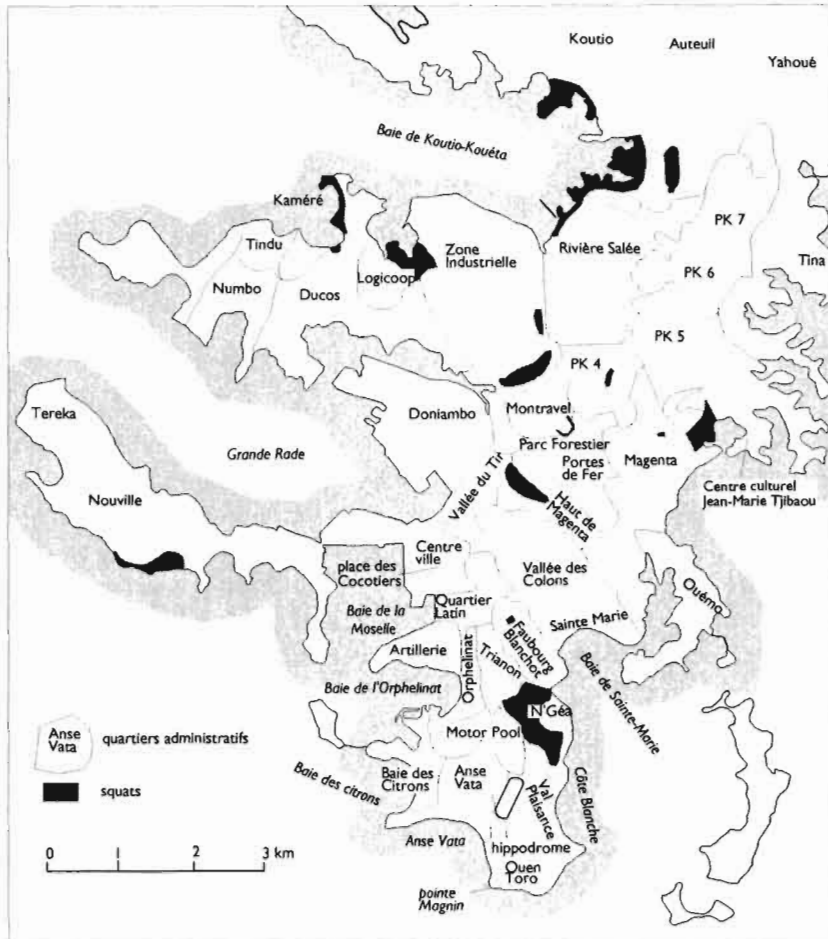 Koutio
Auteuil
Yahoué
Baie de Koutio-Kouéta
Kaméré
PK 7
Tindu
Zone
Industrielle
Rivière Salée
Tina
Logicoop
PK 6
Numbo
Ducos
PK 5
PK 4
Tereka
Doniambo
Montravel
Grande Rade
Parc Forestier
Portes
de Fer
Magenta
Vallée du Tir
Centre culturel
Jean-Marie Tjibaou
Nouville
Haut de
Magenta
Centre
ville
place des
Cocotiers
Vallée des
Colons
Ouémo
Quartier
Latin
Baie de la
Moselle
Sainte Marie
Faubourg
Blanchot
Artillerie
Orphelinat
Trianon
Baie de Sainte-Marie
Baie de l'Orphelinat
N'Géa
Motor Pool
Anse
Vata
quartiers administratifs
Baie des
Citrons
Anse
Vata
Baie des citrons
Val
Plaisance
Côte Blanche
squats
Anse Vata
hippodrome
0 1 2 3 km
Ouen
Toro
pointe
Magnin